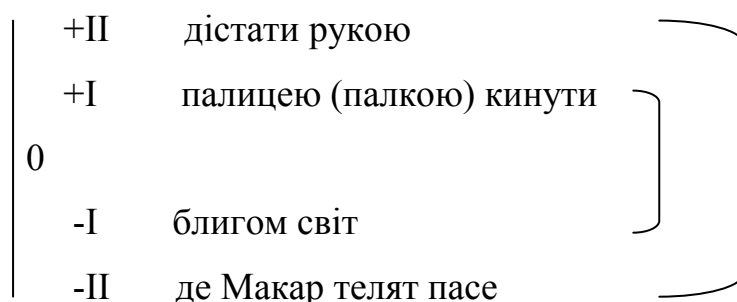 +II дістати рукою
+I палицею (палкою) кинути
0
-I блигом світ
-II де Макар телят пасе